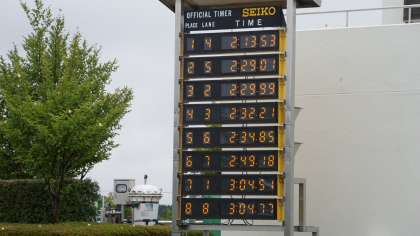 OFFICIAL TIMER SEIKO
PLACE LANE TIME
1 4 2:13.53
2 5 2:29.01
3 2 2:29.99
4 3 2:32.2
5 6 2:34.85
6 7 2:49.18
7 1 3:04.51
8 8 3:04.77